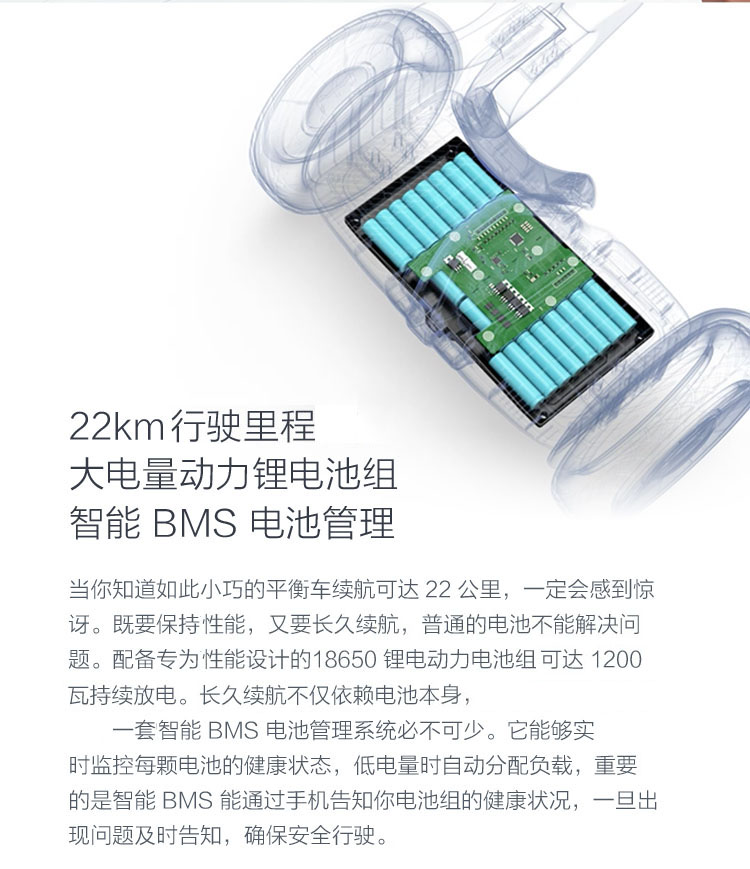 22km行驶里程
大电量动力锂电池组
智能 BMS 电池管理
当你知道如此小巧的平衡车续航可达 22 公里，一定会感到惊
讶。既要保持性能，又要长久续航，普通的电池不能解决问
题。配备专为性能设计的18650 锂电动力电池组可达 1200
瓦持续放电。长久续航不仅依赖电池本身，
一套智能 BMS 电池管理系统必不可少。它能够实
时监控每颗电池的健康状态，低电量时自动分配负载，重要
的是智能 BMS 能通过手机告知你电池组的健康状况，一旦出
现问题及时告知，确保安全行驶。